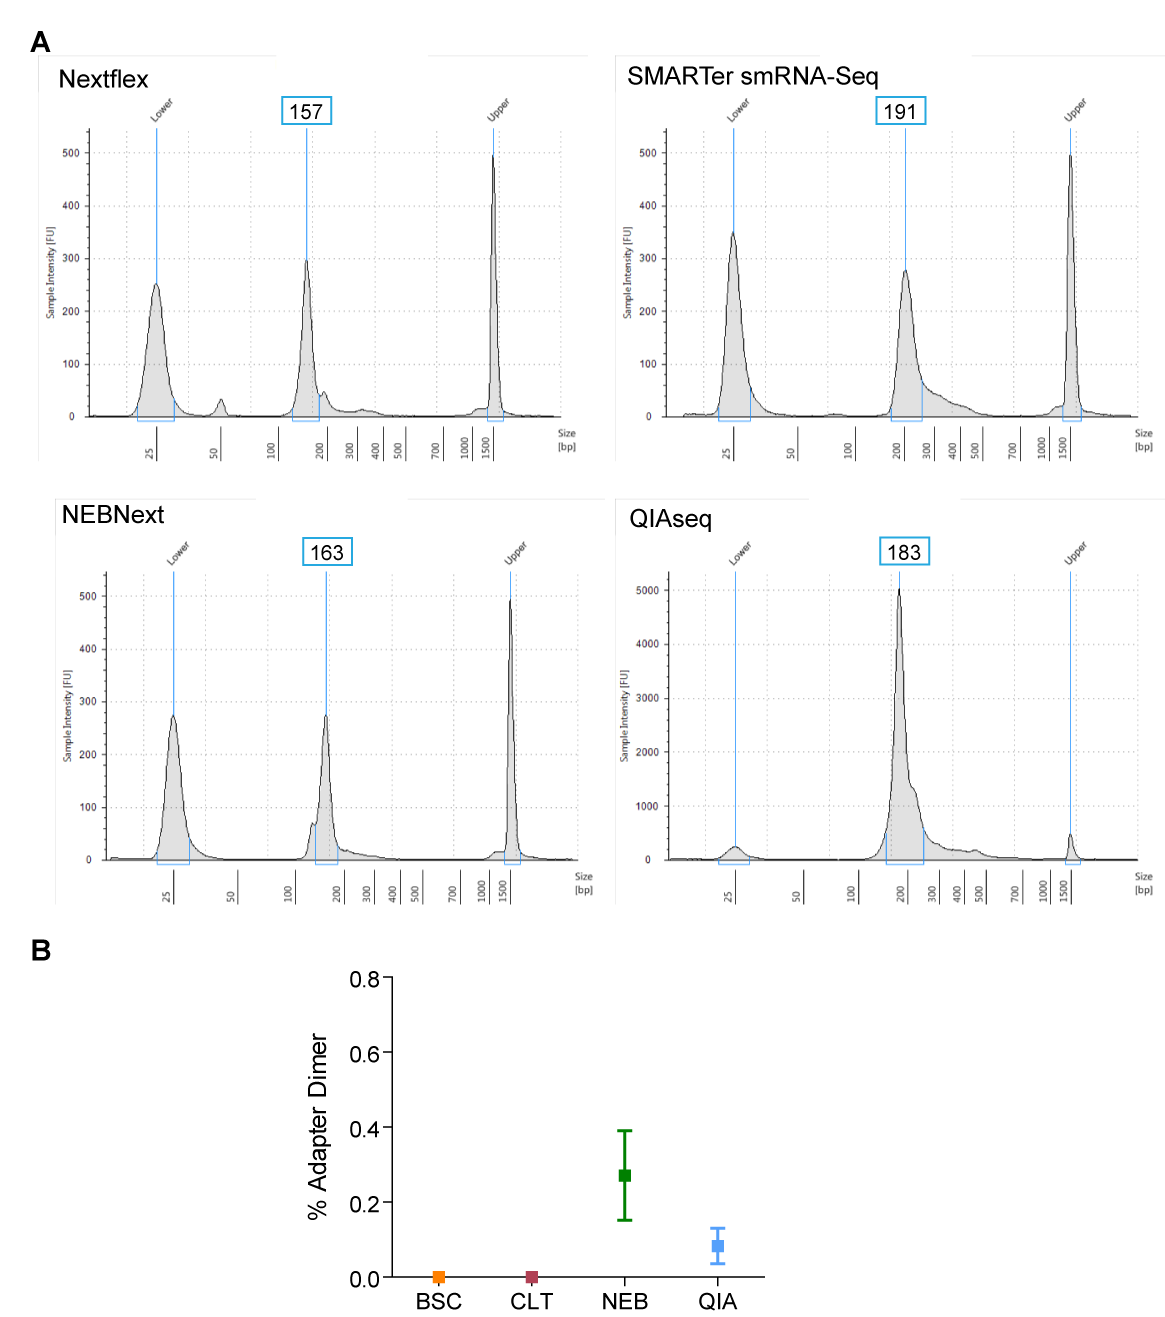 A
Nextflex
Lower
157
Upper
500
400
300
200
100
0
Sample Intensity [FU]
25
50
100
200
300
400
500
700
1000
1500
Size
[bp]
SMARTer smRNA-Seq
Lower
191
Upper
500
400
300
200
100
0
Sample Intensity [FU]
25
50
100
200
300
400
500
700
1000
1500
Size
[bp]
NEBNext
Lower
163
Upper
500
400
300
200
100
0
Sample Intensity [FU]
25
50
100
200
300
400
500
700
1000
1500
Size
[bp]
QIAseq
Lower
183
Upper
5000
4000
3000
2000
1000
0
Sample Intensity [FU]
25
50
100
200
300
400
500
700
1000
1500
Size
[bp]
B
% Adapter Dimer
0.8
0.6
0.4
0.2
0.0
BSC
CLT
NEB
QIA